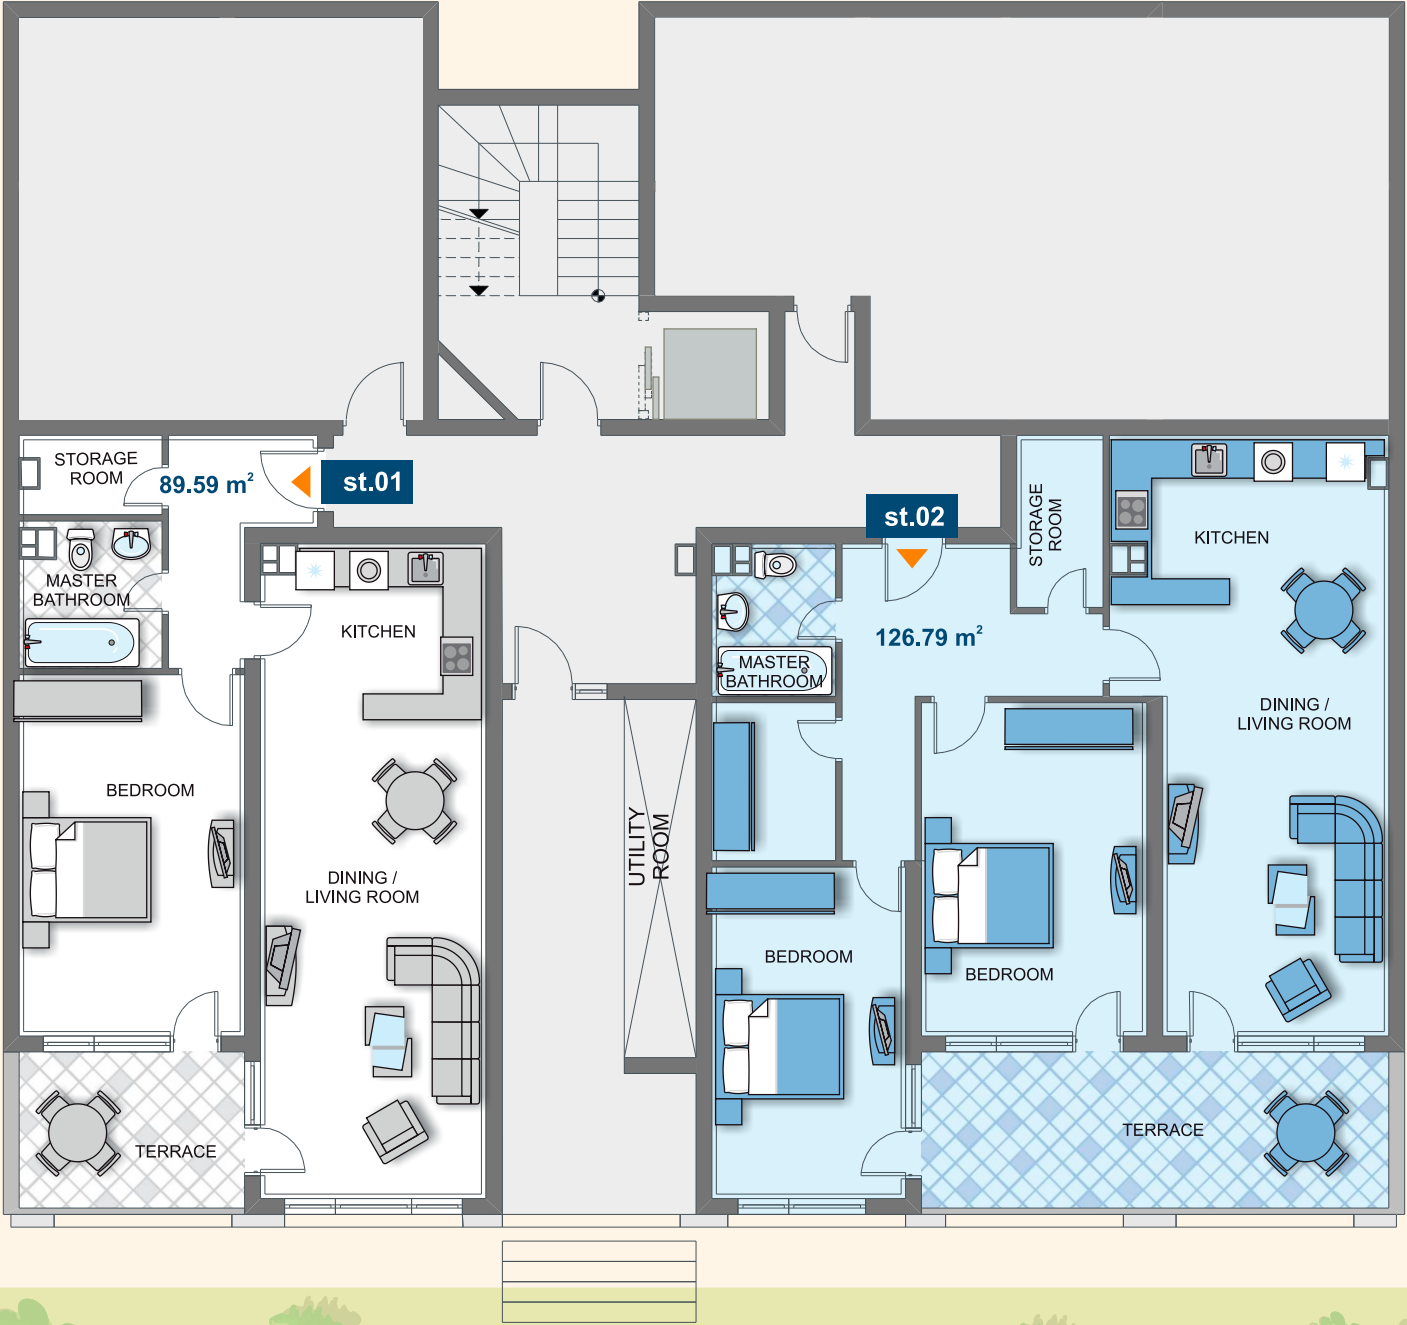 STORAGE
ROOM
89.59 m²
st.01
MASTER
BATHROOM
KITCHEN
BEDROOM
DINING /
LIVING ROOM
TERRACE
UTILITY
ROOM
st.02
STORAGE
ROOM
KITCHEN
126.79 m²
MASTER
BATHROOM
DINING /
LIVING ROOM
BEDROOM
BEDROOM
TERRACE